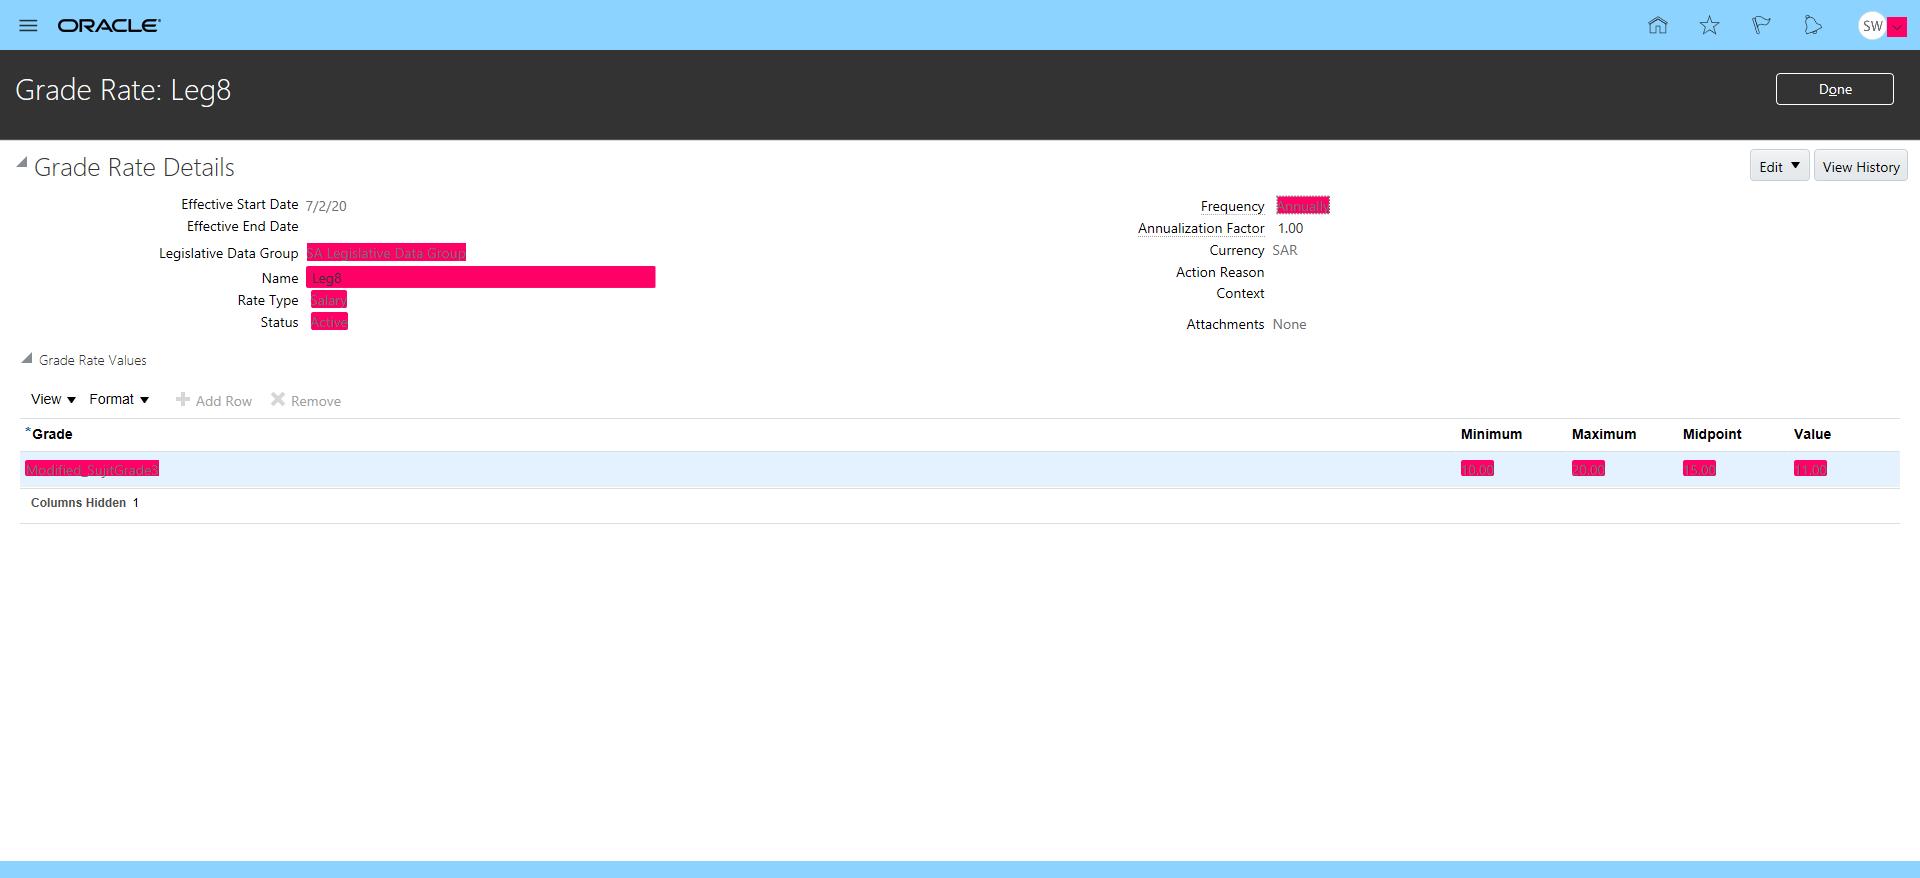 ORACLE
SW
Grade Rate: Leg8
Done
Grade Rate Details
Edit
View History
Effective Start Date 7/2/20
Effective End Date
Legislative Data Group SA Legislative Data Group
Name Leg8
Rate Type Salary
Status Active
Frequency Annually
Annualization Factor 1.00
Currency SAR
Action Reason
Context
Attachments None
Grade Rate Values
View Format Add Row Remove
*Grade Minimum Maximum Midpoint Value
Modified_SujitGrade3 10.00 20.00 15.00 11.00
Columns Hidden 1